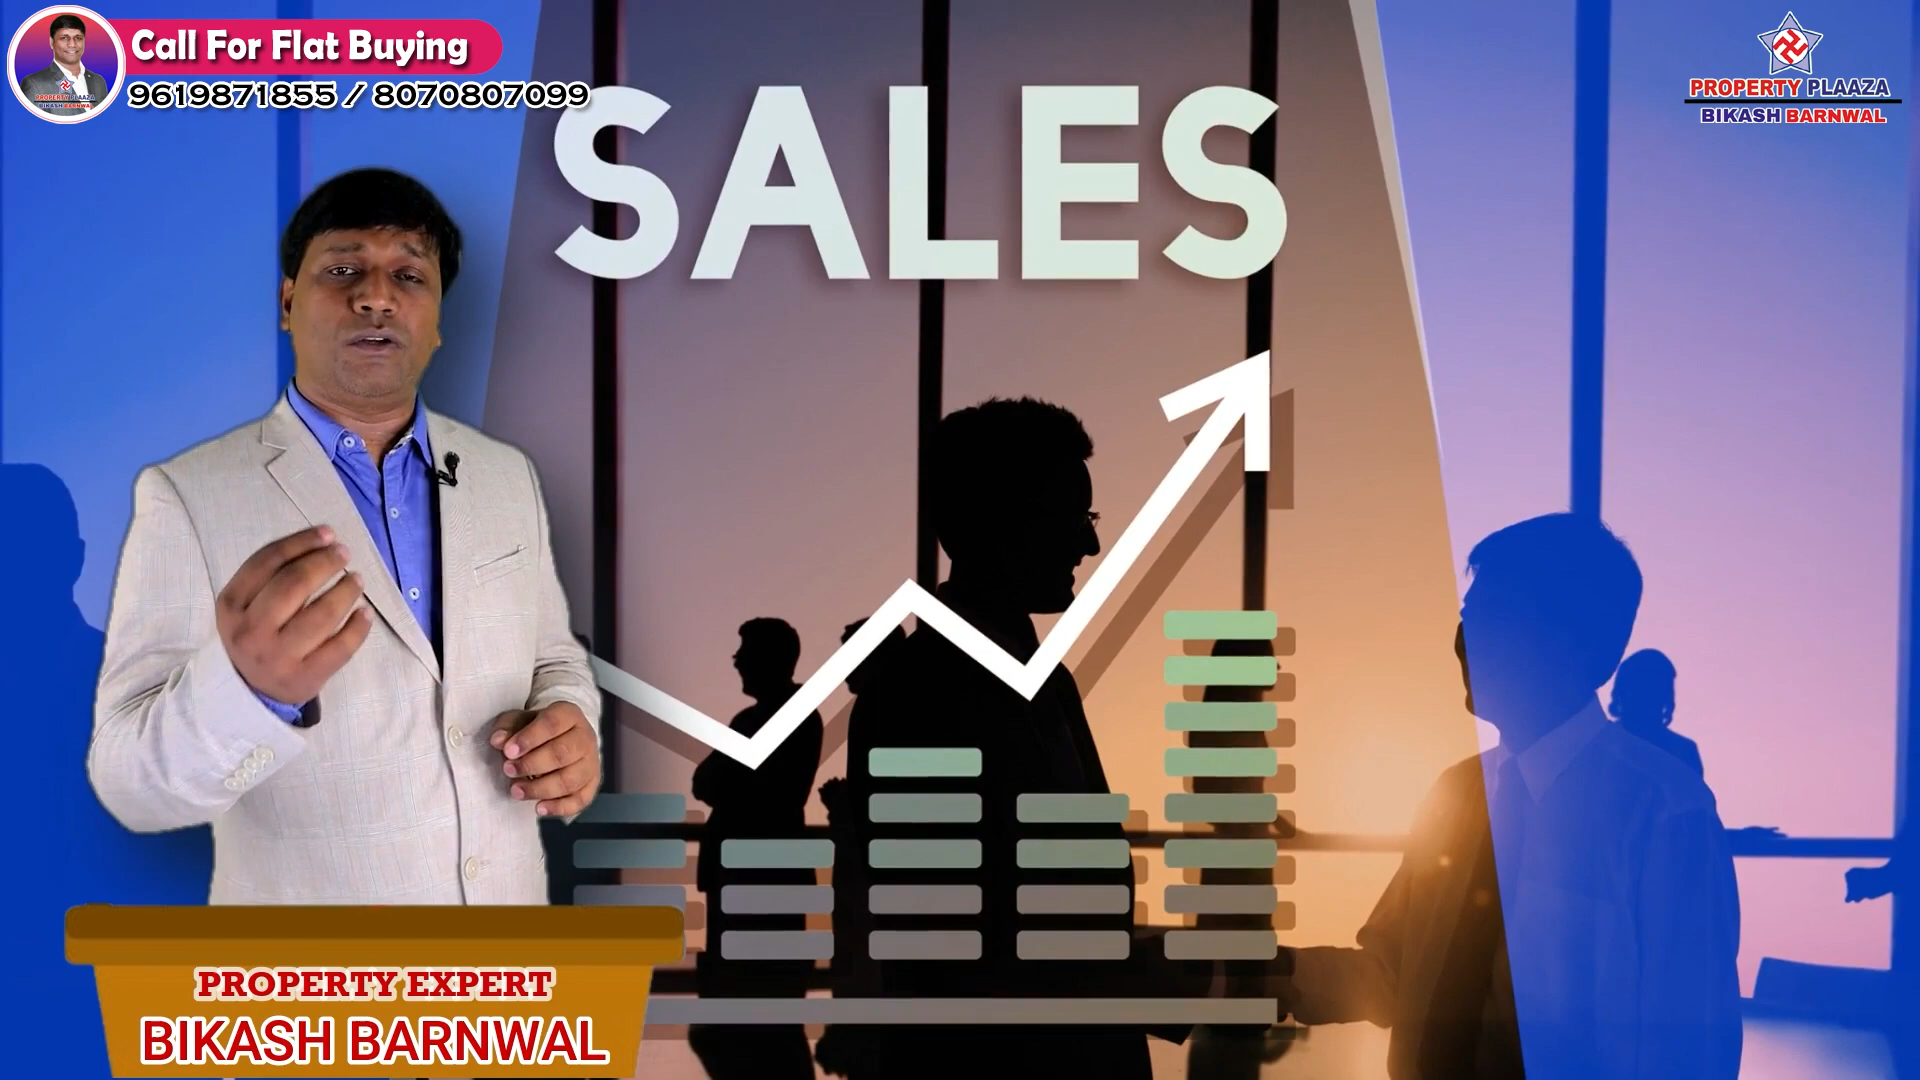 Call For Flat Buying
9619871855 / 8070807099
PROPERTY PLAAZA
BIKASH BARNWAL
SALES
PROPERTY EXPERT
BIKASH BARNWAL